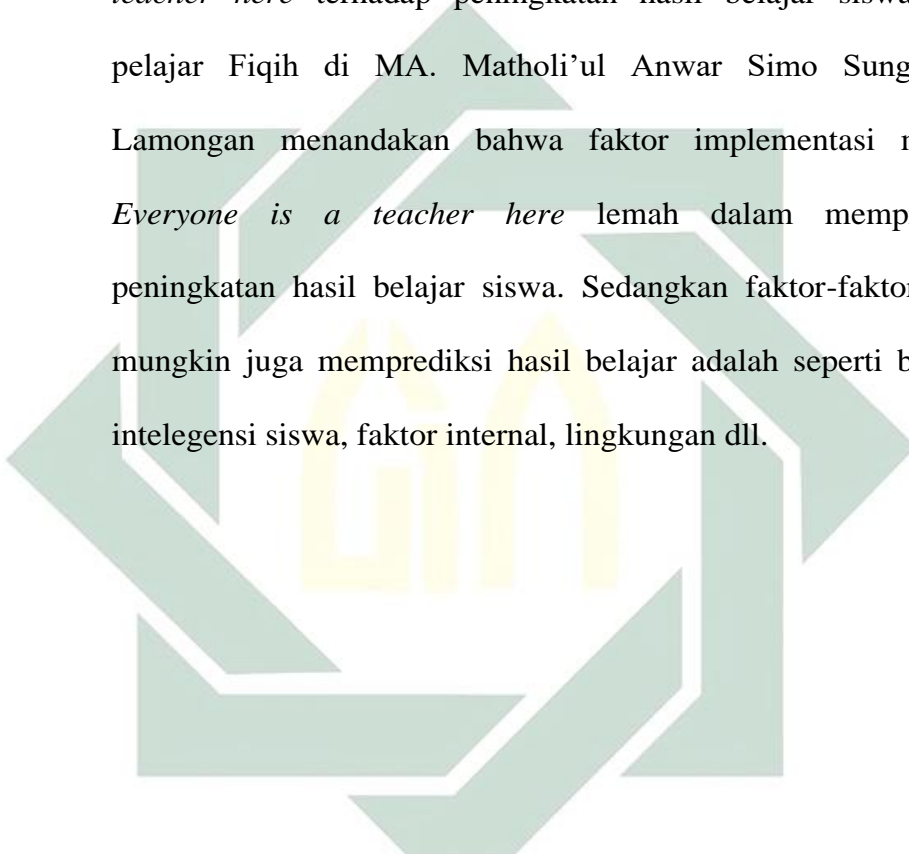 teacher here terhadap peningkatan hasil belajar siswa
pelajar Fiqih di MA. Matholi’ul Anwar Simo Sung
Lamongan menandakan bahwa faktor implementasi
Everyone is a teacher here lemah dalam memp
peningkatan hasil belajar siswa. Sedangkan faktor-faktor
mungkin juga memprediksi hasil belajar adalah seperti b
intelegensi siswa, faktor internal, lingkungan dll.